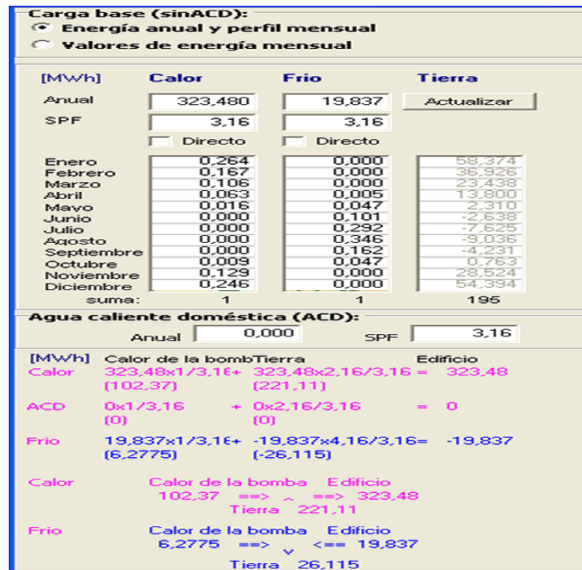 Carga base (sinACD):
Energía anual y perfil mensual
Valores de energía mensual
[MWh] Calor Frio Tierra
Anual 323,480 19,837 Actualizar
SPF 3,16 3,16
Directo Directo
Enero 0,264 0,000 58,374
Febrero 0,167 0,000 36,926
Marzo 0,106 0,000 23,438
Abril 0,063 0,005 13,800
Mayo 0,016 0,047 2,310
Junio 0,000 0,101 -2,638
Julio 0,000 0,292 -7,625
Agosto 0,000 0,346 -9,036
Septiembre 0,000 0,162 -4,231
Octubre 0,009 0,047 0,763
Noviembre 0,129 0,000 28,524
Diciembre 0,246 0,000 54,394
suma: 1 1 195
Agua caliente doméstica (ACD):
Anual 0,000 SPF 3,16
[MWh] Calor de la bombTierra Edificio
Calor 323,48x1/3,1E+ 323,48x2,16/3,16 = 323,48
(102,37) (221,11)
ACD 0x1/3,16 + 0x2,16/3,16 = 0
(0) (0)
Frio 19,837x1/3,1E+ -19,837x4,16/3,16= -19,837
(6,2775) (-26,115)
Calor Calor de la bomba Edificio
102,37 ==> ^ ==> 323,48
Tierra 221,11
Frio Calor de la bomba Edificio
6,2775 ==> v <== 19,837
Tierra 26,115